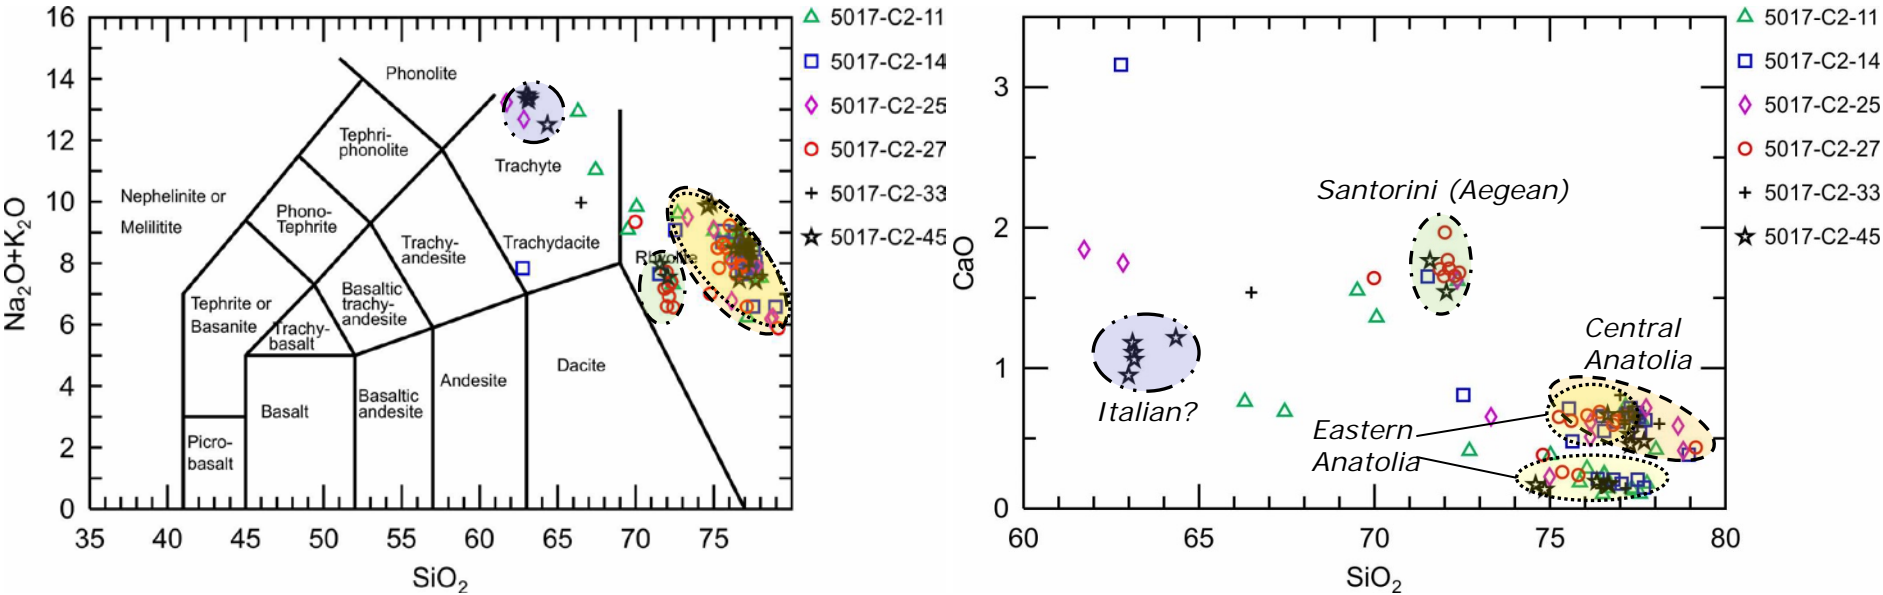 16
14
12
10
8
6
4
2
0
Na2O+K2O
35 40 45 50 55 60 65 70 75
SiO2
Phonolite
Tephri-
phonolite
Trachyte
Nephelinite or
Melilitite
Phono-
Tephrite
Trachy-
andesite
Trachydacite
Rhyolite
Tephrite or
Basanite
Basaltic
trachy-
andesite
Trachy-
basalt
Dacite
Andesite
Basaltic
andesite
Basalt
Picro-
basalt
5017-C2-11
5017-C2-14
5017-C2-25
5017-C2-27
5017-C2-33
5017-C2-45
3
2
1
0
CaO
60 65 70 75 80
SiO2
Santorini (Aegean)
Central
Anatolia
Italian?
Eastern
Anatolia
5017-C2-11
5017-C2-14
5017-C2-25
5017-C2-27
5017-C2-33
5017-C2-45